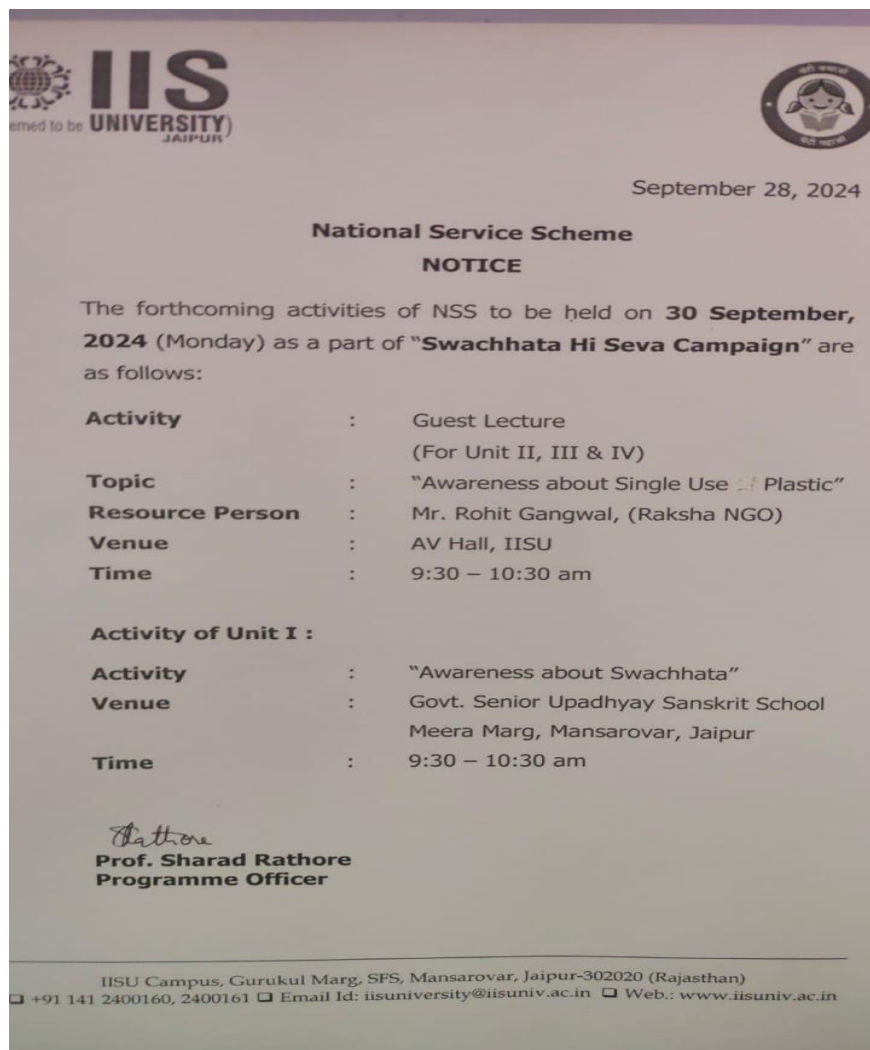 IIS
emed to be UNIVERSITY)
JAIPUR
बेटी बचाओ
बेटी पढ़ाओ
September 28, 2024
National Service Scheme
NOTICE
The forthcoming activities of NSS to be held on 30 September,
2024 (Monday) as a part of "Swachhata Hi Seva Campaign" are
as follows:
Activity : Guest Lecture
(For Unit II, III & IV)
Topic : "Awareness about Single Use Plastic"
Resource Person : Mr. Rohit Gangwal, (Raksha NGO)
Venue : AV Hall, IISU
Time : 9:30 – 10:30 am
Activity of Unit I :
Activity : "Awareness about Swachhata"
Venue : Govt. Senior Upadhyay Sanskrit School
Meera Marg, Mansarovar, Jaipur
Time : 9:30 – 10:30 am
Rathore
Prof. Sharad Rathore
Programme Officer
IISU Campus, Gurukul Marg, SFS, Mansarovar, Jaipur-302020 (Rajasthan)
❑ +91 141 2400160, 2400161 ❑ Email Id: iisuniversity@iisuniv.ac.in ❑ Web.: www.iisuniv.ac.in